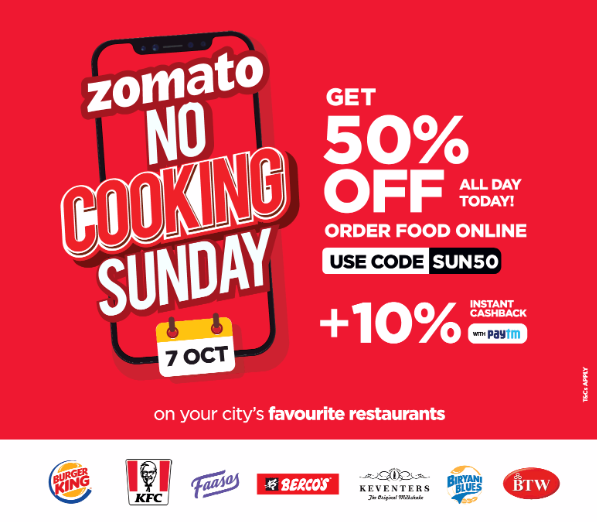 zomato
NO
COOKING
SUNDAY
7 OCT
GET
50%
OFF ALL DAY
TODAY!
ORDER FOOD ONLINE
USE CODE SUN50
+10% INSTANT
CASHBACK
WITH paytm
T&Cs APPLY
on your city's favourite restaurants
BURGER
KING
KFC
Faasos
BERCO'S
KEVENTERS
The Original Milkshake
BIRYANI
BLUES
BTW